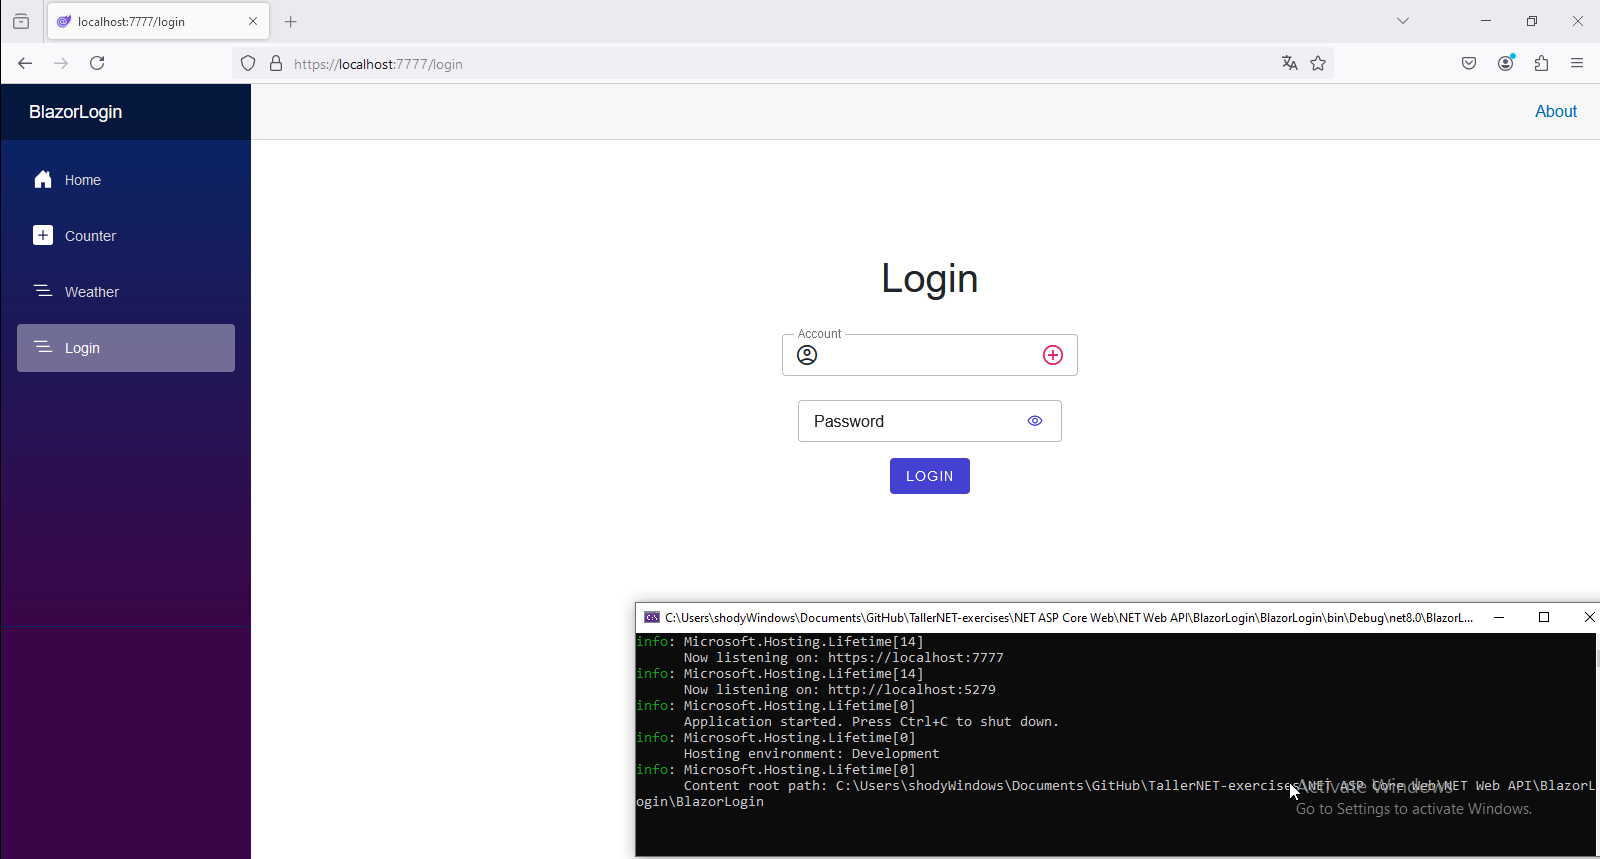 localhost:7777/login
https://localhost:7777/login
BlazorLogin
About
Home
Counter
Weather
Login
Login
Account
Password
LOGIN
C:\Users\shodyWindows\Documents\GitHub\TallerNET-exercises\NET ASP Core Web\NET Web API\BlazorLogin\BlazorLogin\bin\Debug\net8.0\BlazorL...
info: Microsoft.Hosting.Lifetime[14]
Now listening on: https://localhost:7777
info: Microsoft.Hosting.Lifetime[14]
Now listening on: http://localhost:5279
info: Microsoft.Hosting.Lifetime[0]
Application started. Press Ctrl+C to shut down.
info: Microsoft.Hosting.Lifetime[0]
Hosting environment: Development
info: Microsoft.Hosting.Lifetime[0]
Content root path: C:\Users\shodyWindows\Documents\GitHub\TallerNET-exercises\NET ASP Core Web\NET Web API\BlazorL
ogin\BlazorLogin
Activate Windows
Go to Settings to activate Windows.